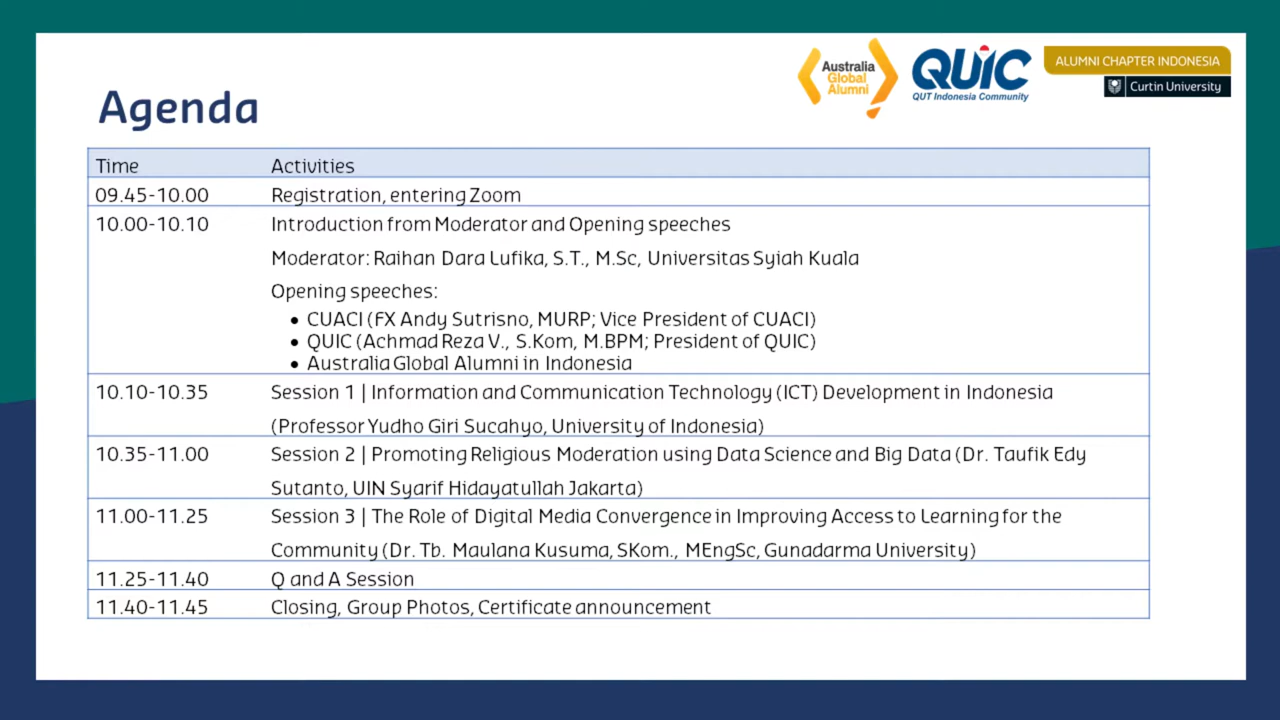 Australia
Global
Alumni
QUIC
QUT Indonesia Community
ALUMNI CHAPTER INDONESIA
Curtin University
Agenda
Time Activities
09.45-10.00 Registration, entering Zoom
10.00-10.10 Introduction from Moderator and Opening speeches
Moderator: Raihan Dara Lufika, S.T., M.Sc, Universitas Syiah Kuala
Opening speeches:
• CUACI (FX Andy Sutrisno, MURP; Vice President of CUACI)
• QUIC (Achmad Reza V., S.Kom, M.BPM; President of QUIC)
• Australia Global Alumni in Indonesia
10.10-10.35 Session 1 | Information and Communication Technology (ICT) Development in Indonesia
(Professor Yudho Giri Sucahyo, University of Indonesia)
10.35-11.00 Session 2 | Promoting Religious Moderation using Data Science and Big Data (Dr. Taufik Edy
Sutanto, UIN Syarif Hidayatullah Jakarta)
11.00-11.25 Session 3 | The Role of Digital Media Convergence in Improving Access to Learning for the
Community (Dr. Tb. Maulana Kusuma, SKom., MEngSc, Gunadarma University)
11.25-11.40 Q and A Session
11.40-11.45 Closing, Group Photos, Certificate announcement